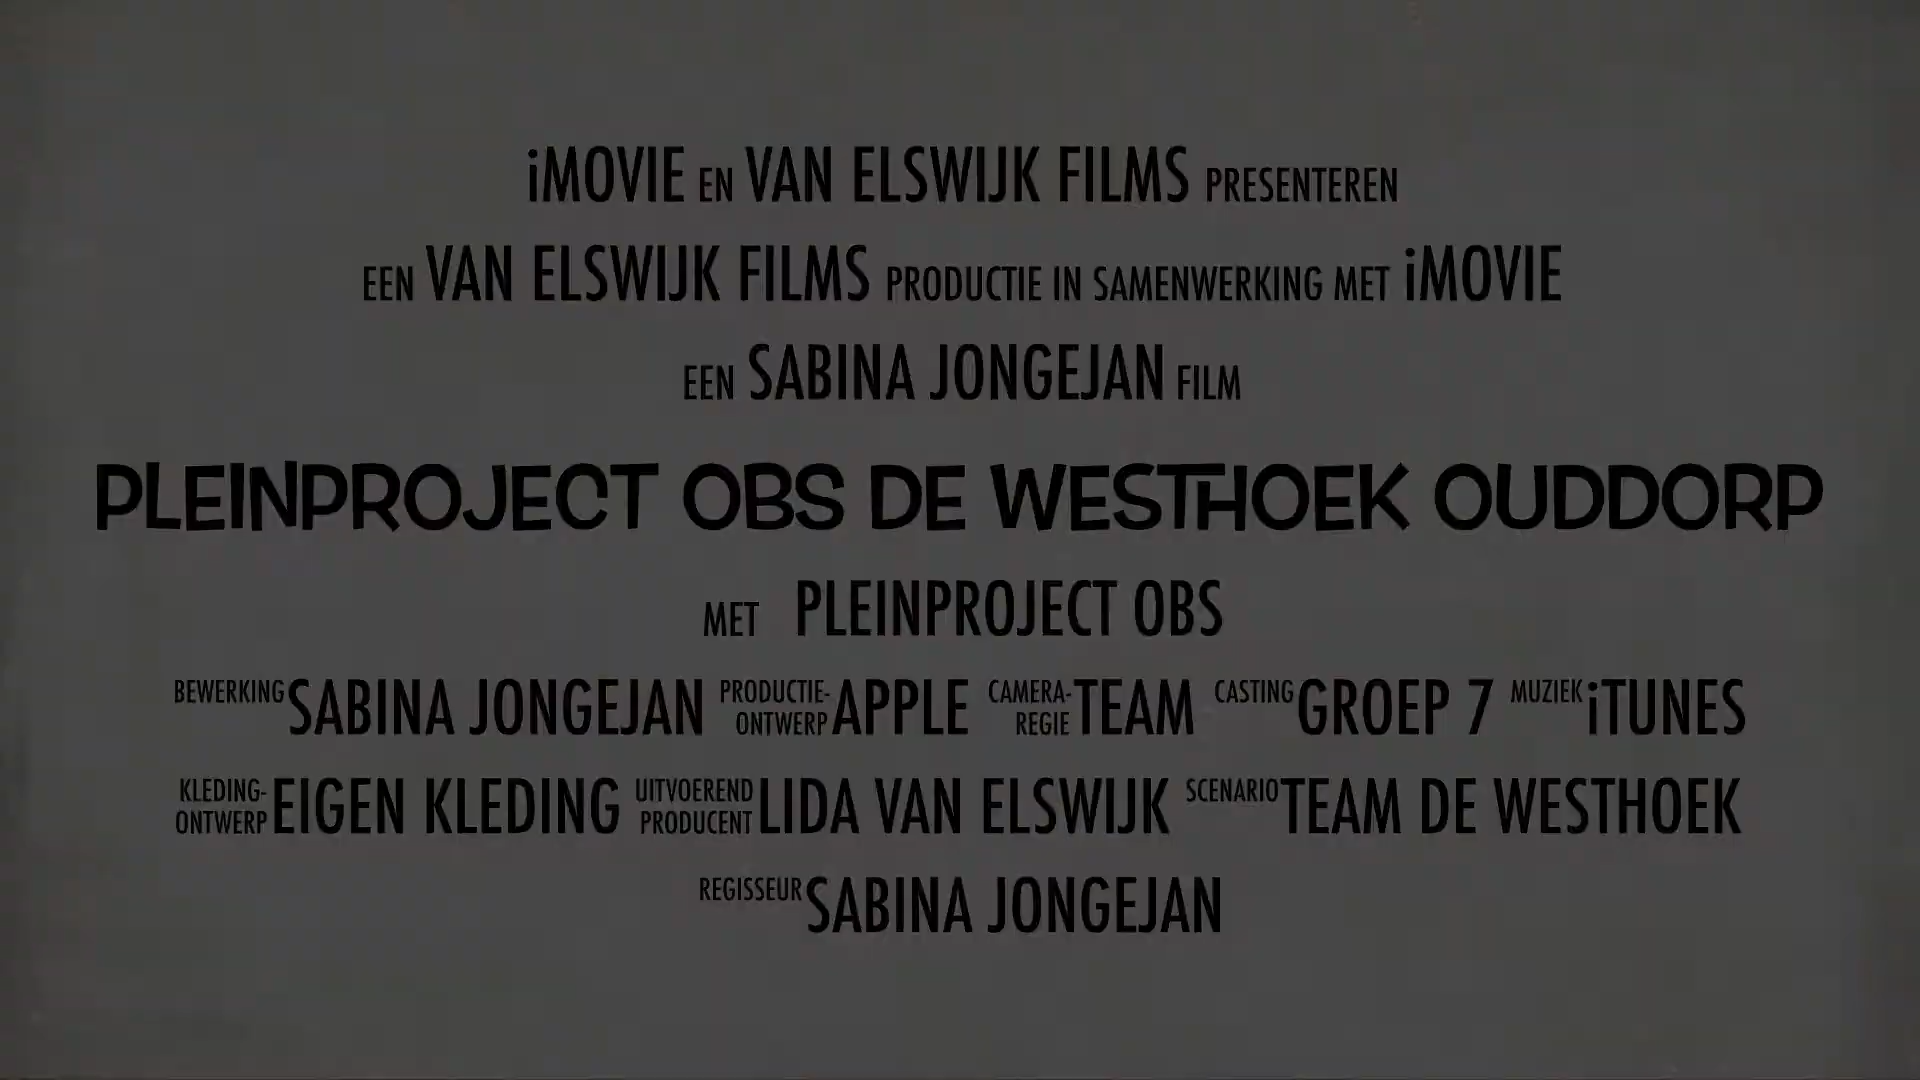 iMOVIE EN VAN ELSWIJK FILMS PRESENTEREN
EEN VAN ELSWIJK FILMS PRODUCTIE IN SAMENWERKING MET iMOVIE
EEN SABINA JONGEJAN FILM
PLEINPROJECT OBS DE WESTHOEK OUDDORP
MET PLEINPROJECT OBS
BEWERKING SABINA JONGEJAN PRODUCTIE-ONTWERP APPLE CAMERA-REGIE TEAM CASTING GROEP 7 MUZIEK iTUNES
KLEDING-ONTWERP EIGEN KLEDING UITVOEREND PRODUCENT LIDA VAN ELSWIJK SCENARIO TEAM DE WESTHOEK
REGISSEUR SABINA JONGEJAN